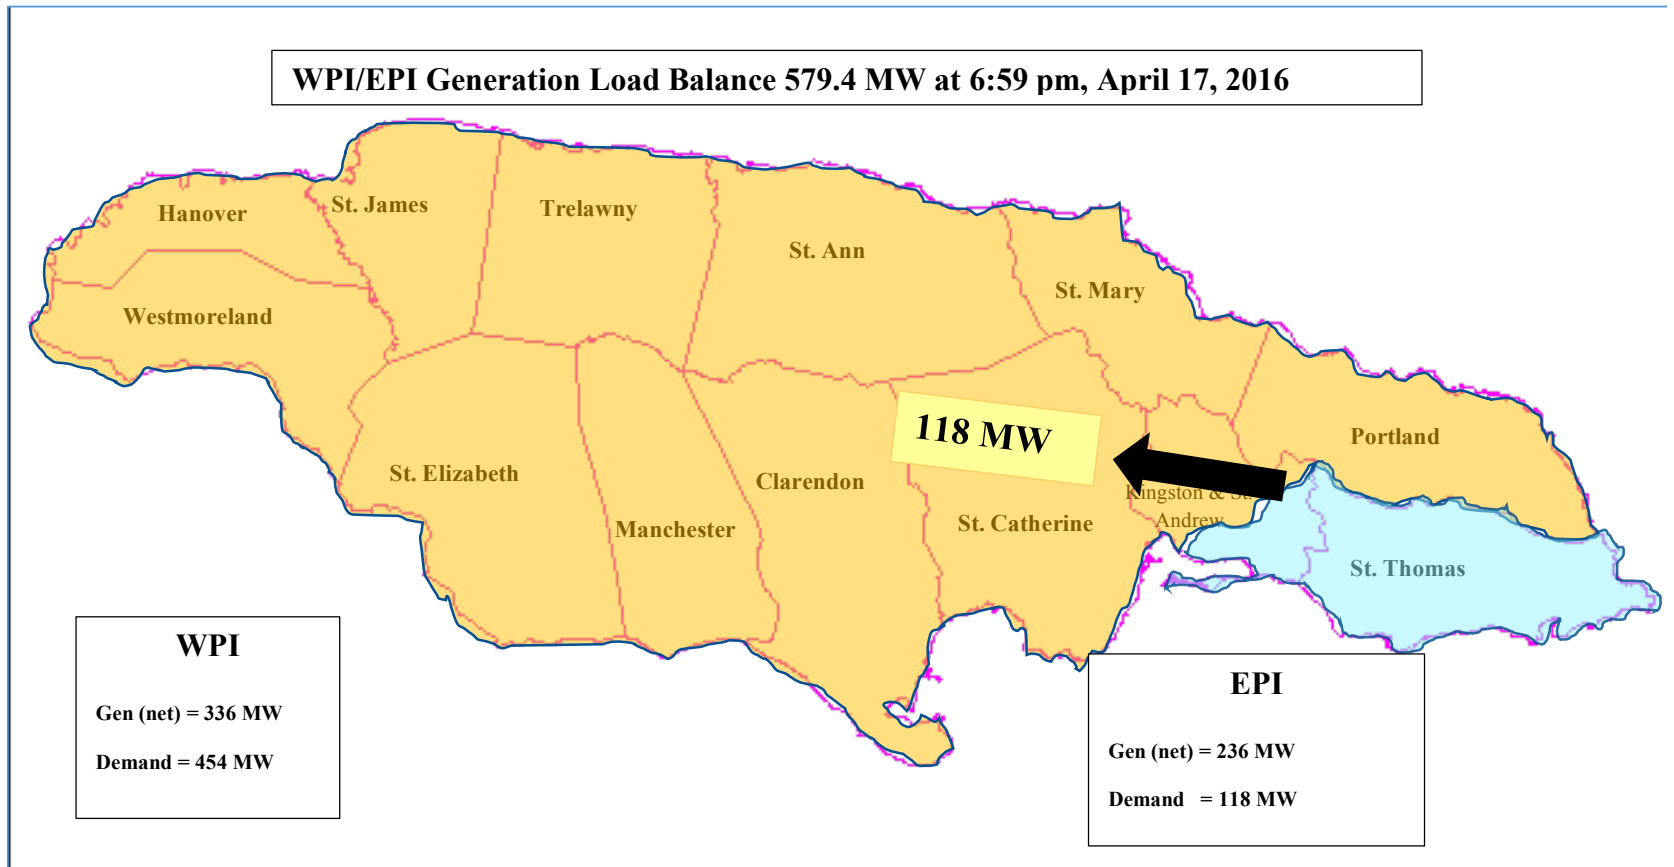 WPI/EPI Generation Load Balance 579.4 MW at 6:59 pm, April 17, 2016
Hanover
St. James
Trelawny
St. Ann
St. Mary
Westmoreland
Portland
118 MW
St. Elizabeth
Clarendon
Manchester
St. Catherine
Kingston & St.
Andrew
St. Thomas
WPI
Gen (net) = 336 MW
Demand = 454 MW
EPI
Gen (net) = 236 MW
Demand = 118 MW